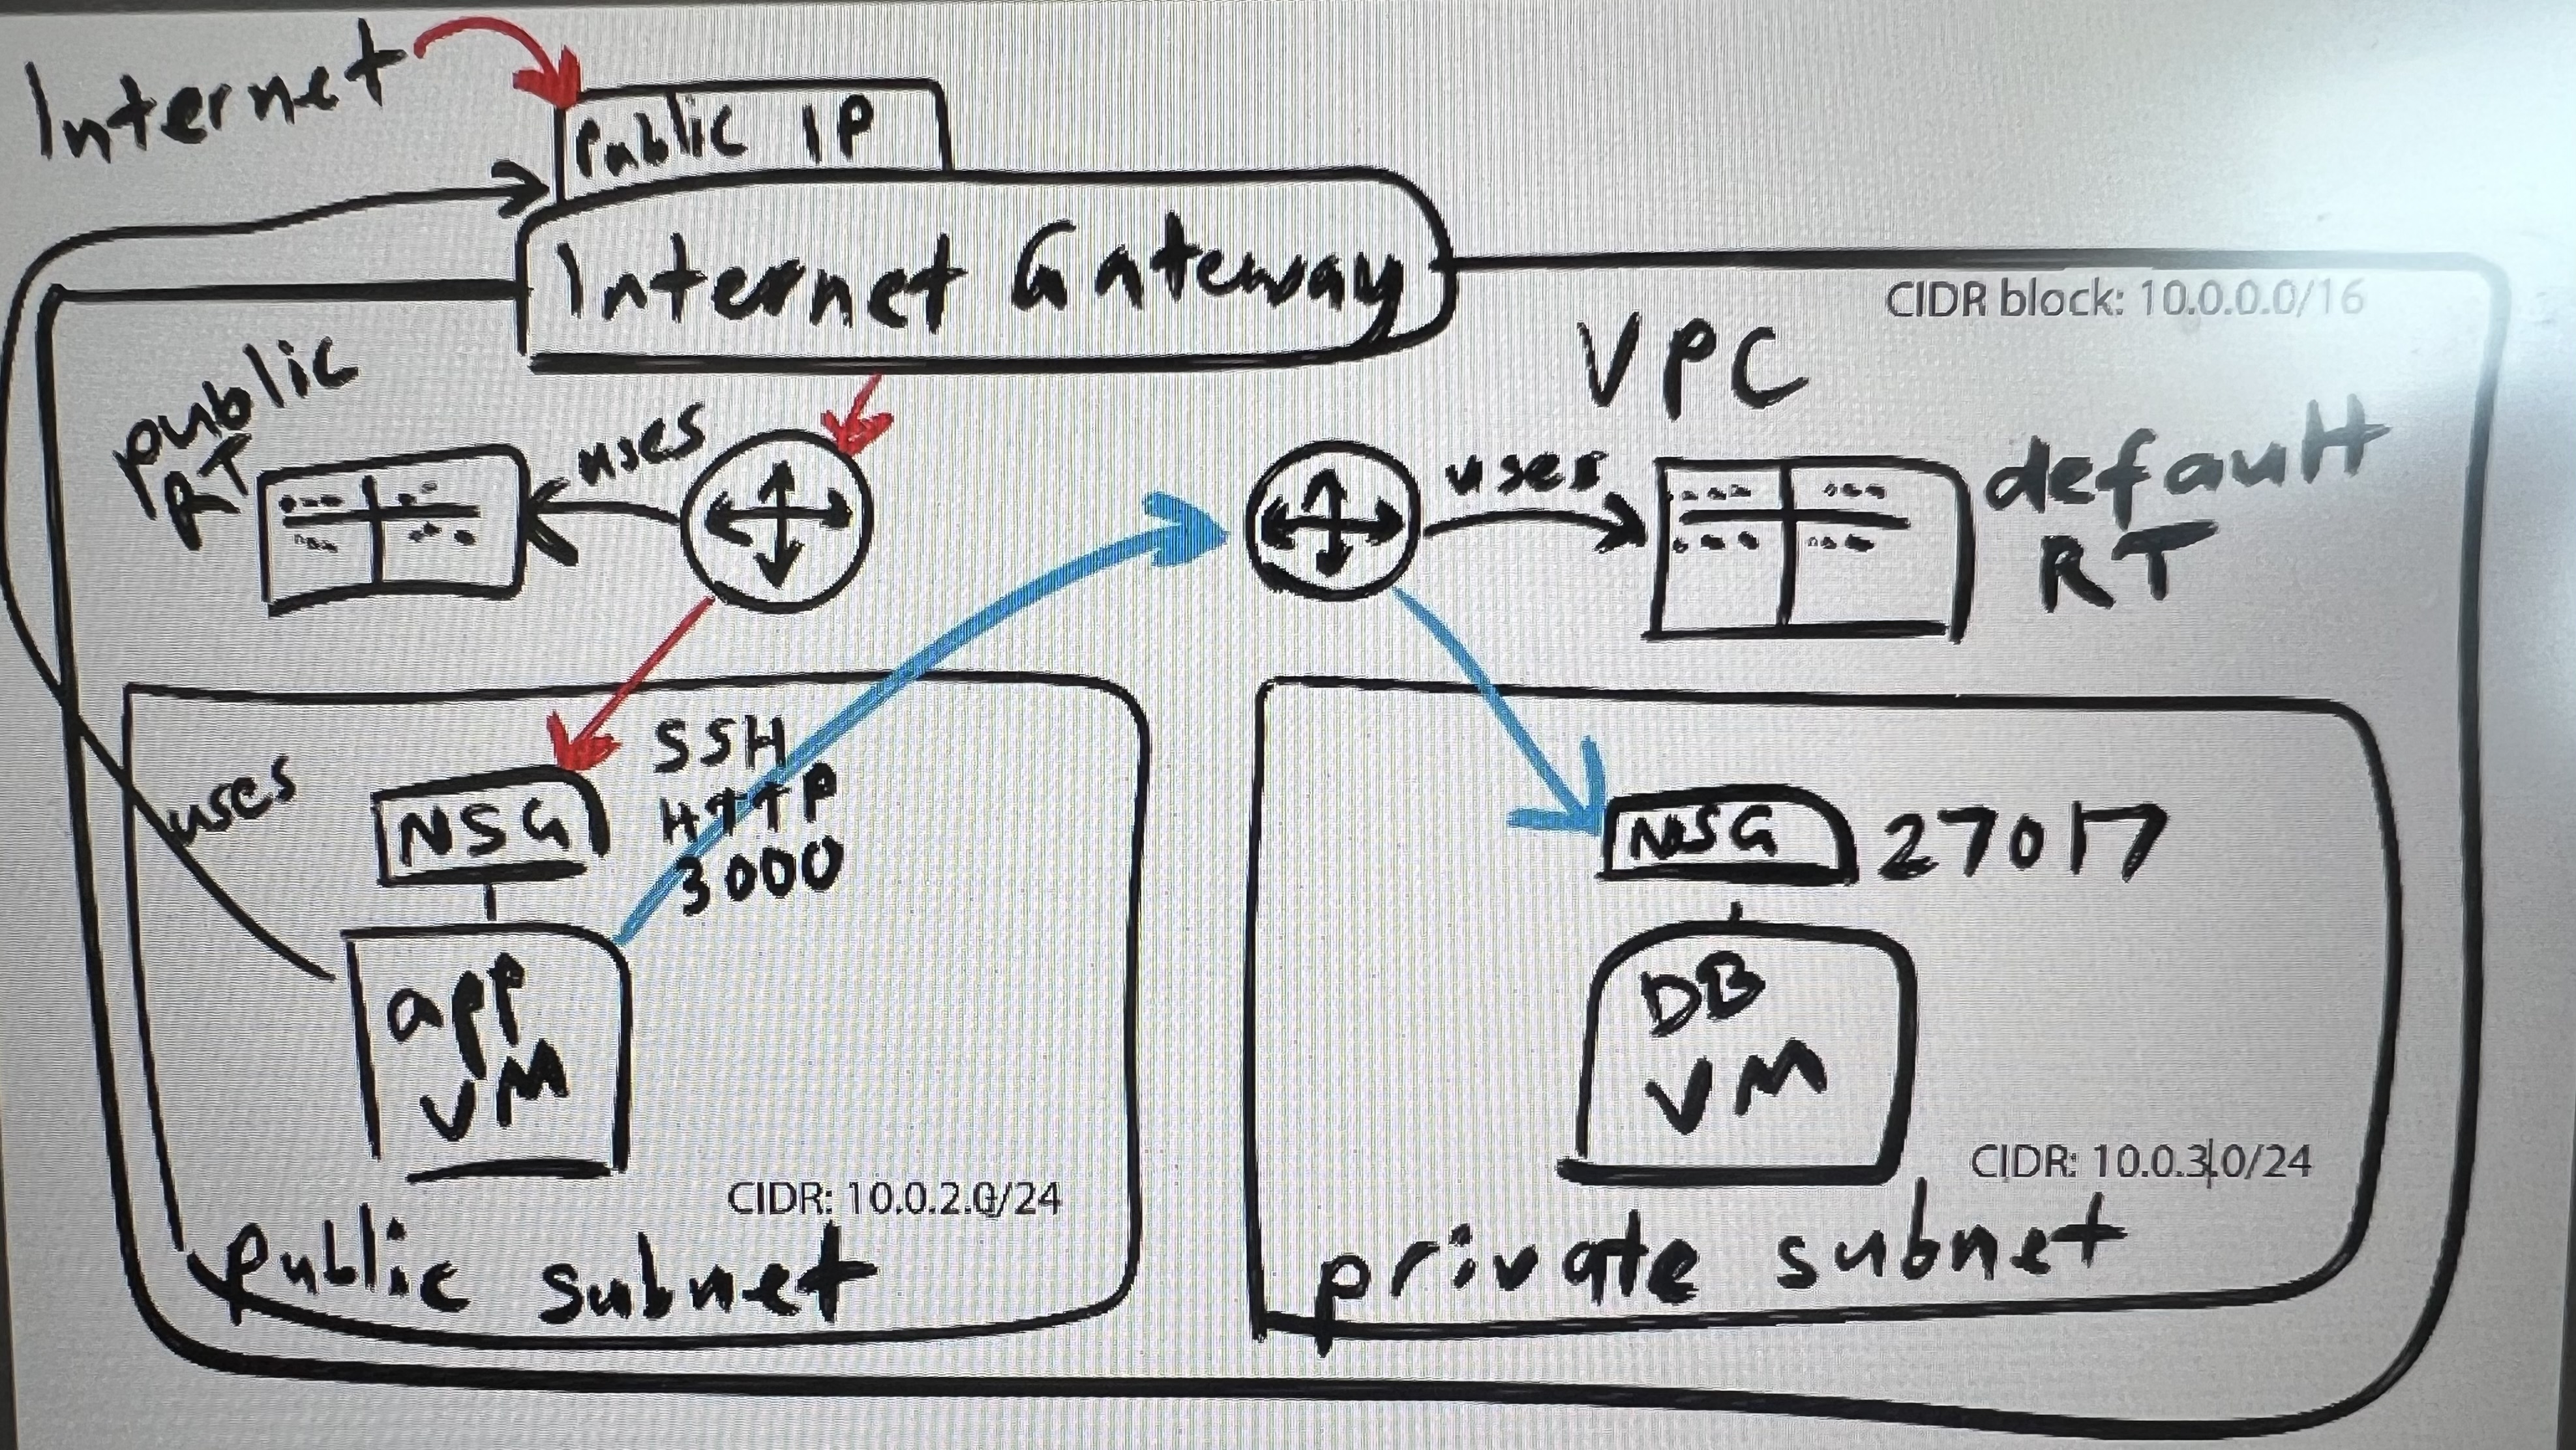 Internet
Public IP
Internet Gateway
CIDR block: 10.0.0.0/16
VPC
public
RT
uses
uses
default
RT
SSH
HTTP
3000
NSG
uses
NSG
27017
app
VM
DB
VM
CIDR: 10.0.2.0/24
CIDR: 10.0.3.0/24
public subnet
private subnet